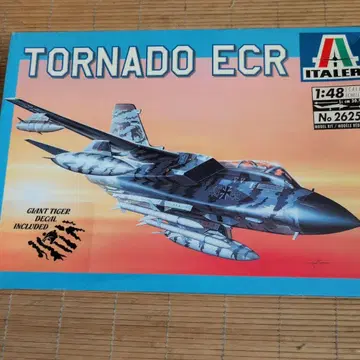 TORNADO ECR
ITALERI
1:48
No 2625
GIANT TIGER
DECAL
INCLUDED